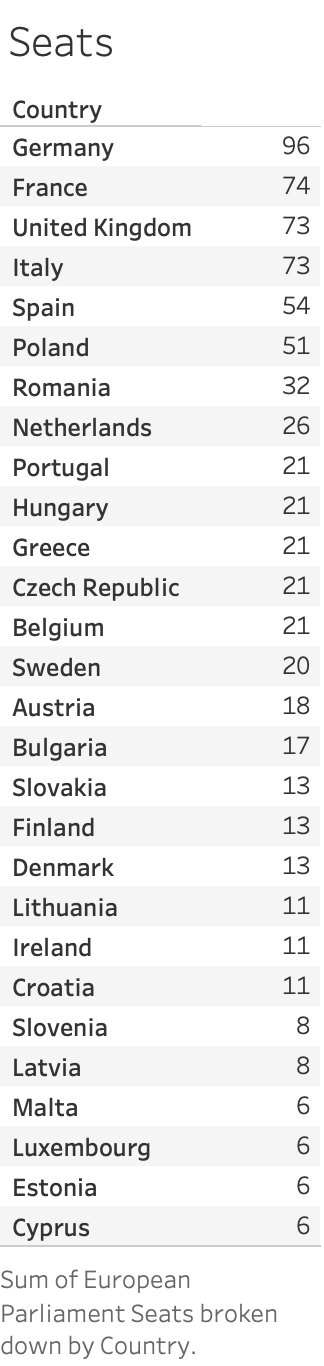 Seats
Country
Germany 96
France 74
United Kingdom 73
Italy 73
Spain 54
Poland 51
Romania 32
Netherlands 26
Portugal 21
Hungary 21
Greece 21
Czech Republic 21
Belgium 21
Sweden 20
Austria 18
Bulgaria 17
Slovakia 13
Finland 13
Denmark 13
Lithuania 11
Ireland 11
Croatia 11
Slovenia 8
Latvia 8
Malta 6
Luxembourg 6
Estonia 6
Cyprus 6
Sum of European
Parliament Seats broken
down by Country.